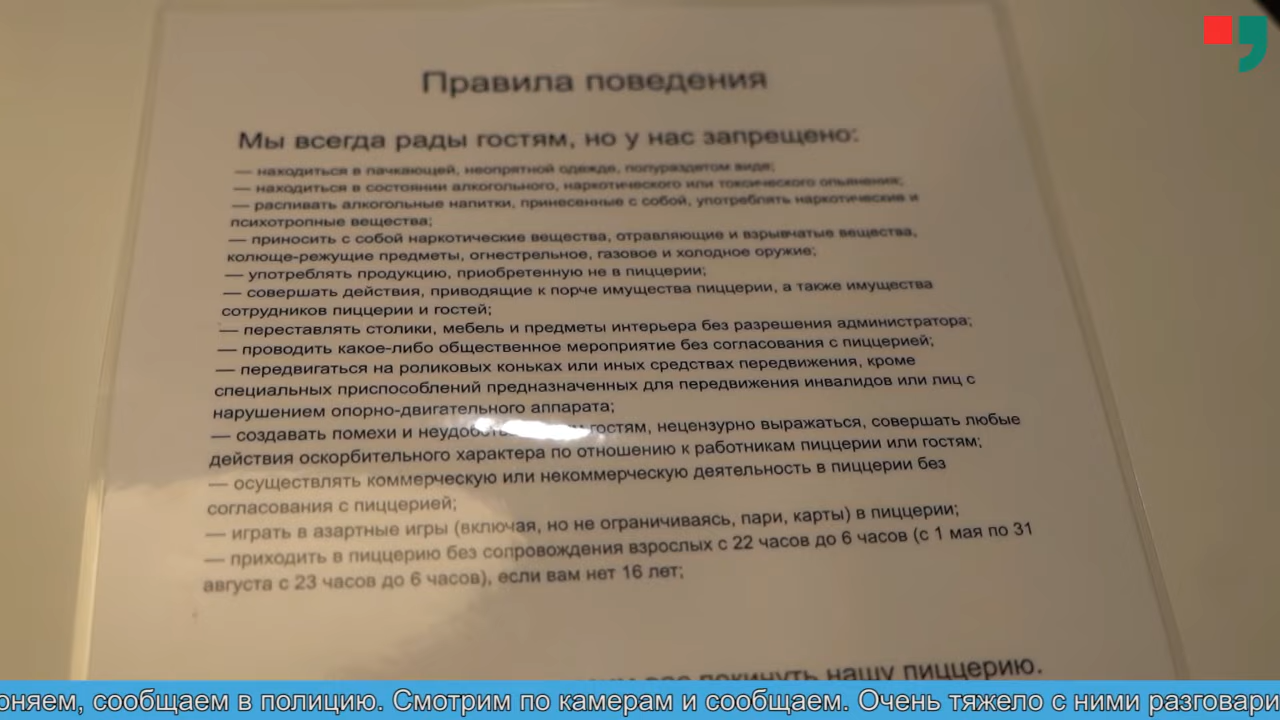 Правила поведения
Мы всегда рады гостям, но у нас запрещено:
— находиться в пачкающей, неопрятной одежде, полураздетом виде;
— находиться в состоянии алкогольного, наркотического или токсического опьянения;
— распивать алкогольные напитки, принесенные с собой, употреблять наркотические и
психотропные вещества;
— приносить с собой наркотические вещества, отравляющие и взрывчатые вещества,
колюще-режущие предметы, огнестрельное, газовое и холодное оружие;
— употреблять продукцию, приобретенную не в пиццерии;
— совершать действия, приводящие к порче имущества пиццерии, а также имущества
сотрудников пиццерии и гостей;
— переставлять столики, мебель и предметы интерьера без разрешения администратора;
— проводить какое-либо общественное мероприятие без согласования с пиццерией;
— передвигаться на роликовых коньках или иных средствах передвижения, кроме
специальных приспособлений предназначенных для передвижения инвалидов или лиц с
нарушением опорно-двигательного аппарата;
— создавать помехи и гостям, нецензурно выражаться, совершать любые
действия оскорбительного характера по отношению к работникам пиццерии или гостям;
— осуществлять коммерческую или некоммерческую деятельность в пиццерии без
согласования с пиццерией;
— играть в азартные игры (включая, но не ограничиваясь, пари, карты) в пиццерии;
— приходить в пиццерию без сопровождения взрослых с 22 часов до 6 часов (с 1 мая по 31
августа с 23 часов до 6 часов), если вам нет 16 лет;
покинуть нашу пиццерию.
оняем, сообщаем в полицию. Смотрим по камерам и сообщаем. Очень тяжело с ними разговари